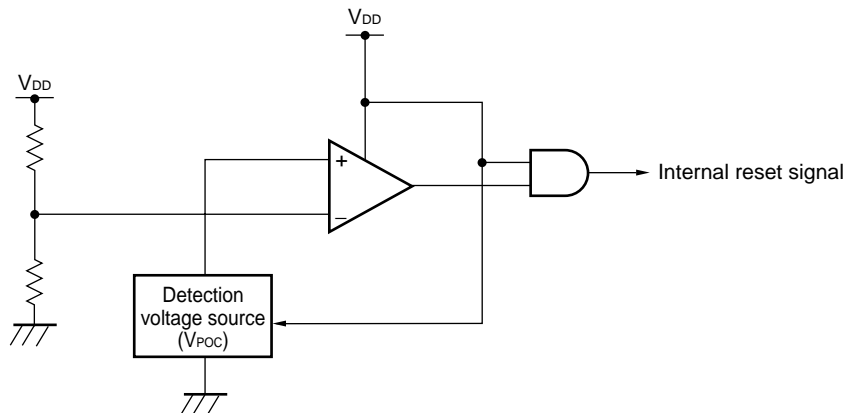 VDD
VDD
+
−
Internal reset signal
Detection
voltage source
(VPOC)